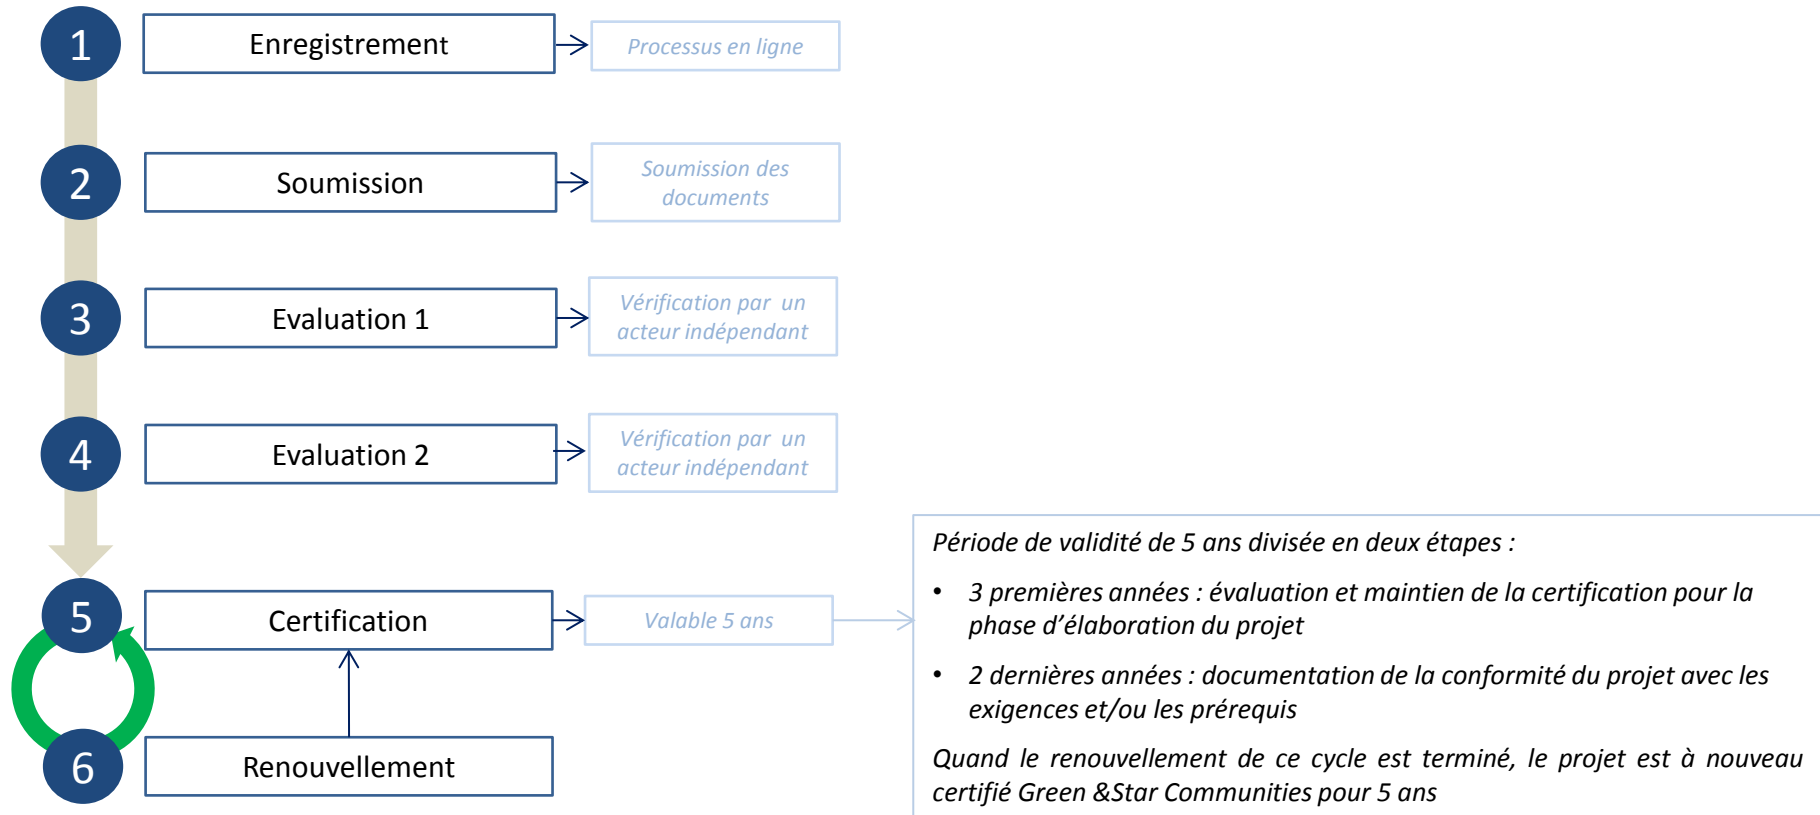 1
Enregistrement
Processus en ligne
2
Soumission
Soumission des
documents
3
Evaluation 1
Vérification par un
acteur indépendant
4
Evaluation 2
Vérification par un
acteur indépendant
5
Certification
Valable 5 ans
Période de validité de 5 ans divisée en deux étapes :
• 3 premières années : évaluation et maintien de la certification pour la
phase d'élaboration du projet
• 2 dernières années : documentation de la conformité du projet avec les
exigences et/ou les prérequis
Quand le renouvellement de ce cycle est terminé, le projet est à nouveau
certifié Green &Star Communities pour 5 ans
6
Renouvellement